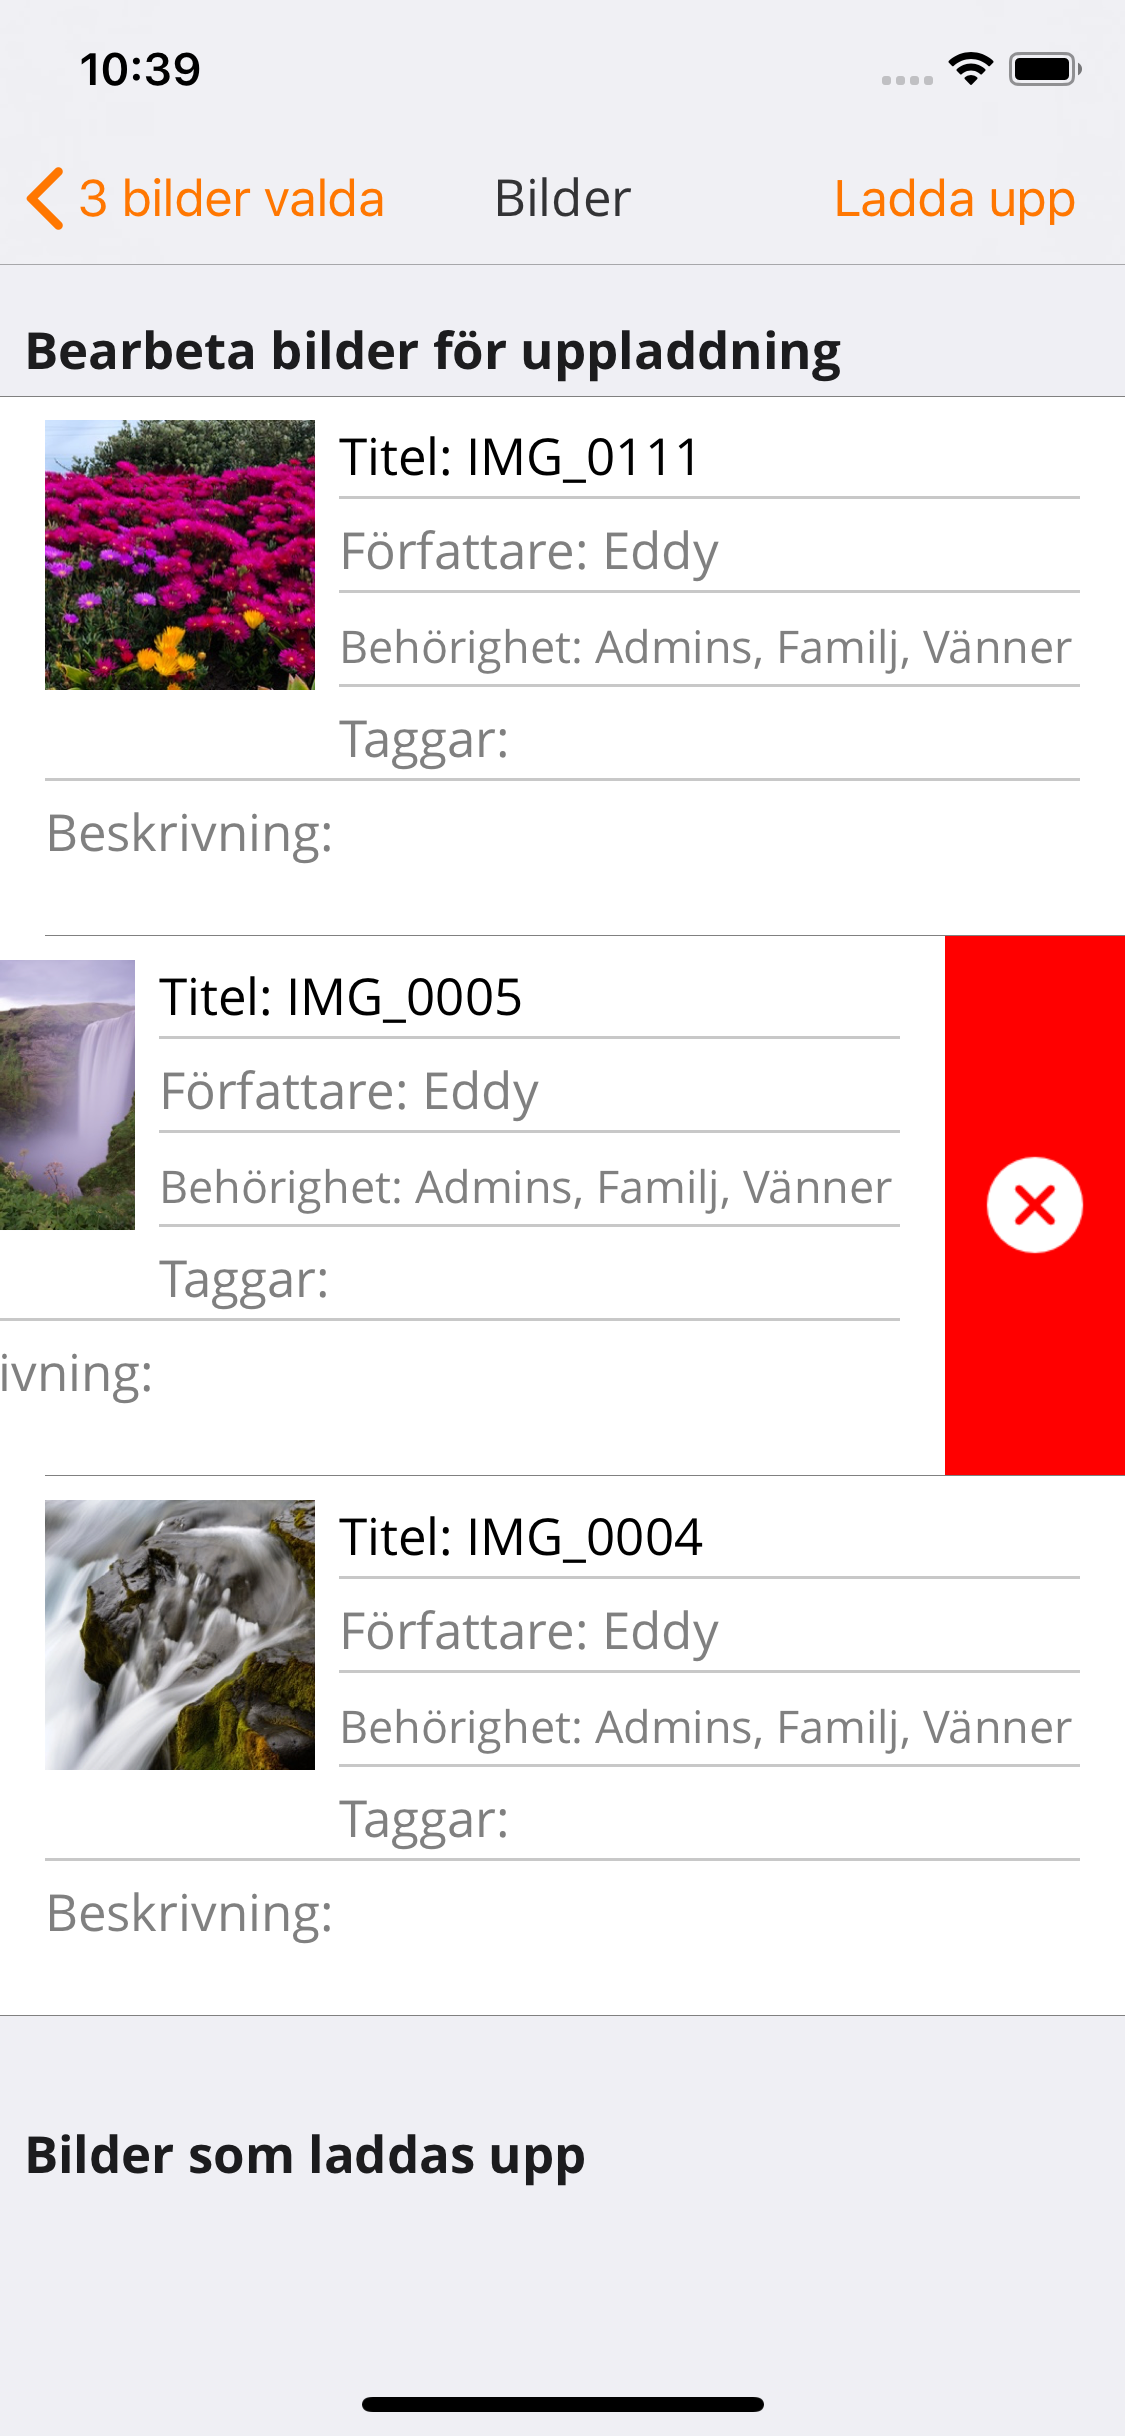 10:39
3 bilder valda Bilder Ladda upp
Bearbeta bilder för uppladdning
Titel: IMG_0111
Författare: Eddy
Behörighet: Admins, Familj, Vänner
Taggar:
Beskrivning:
Titel: IMG_0005
Författare: Eddy
Behörighet: Admins, Familj, Vänner
Taggar:
ivning:
Titel: IMG_0004
Författare: Eddy
Behörighet: Admins, Familj, Vänner
Taggar:
Beskrivning:
Bilder som laddas upp